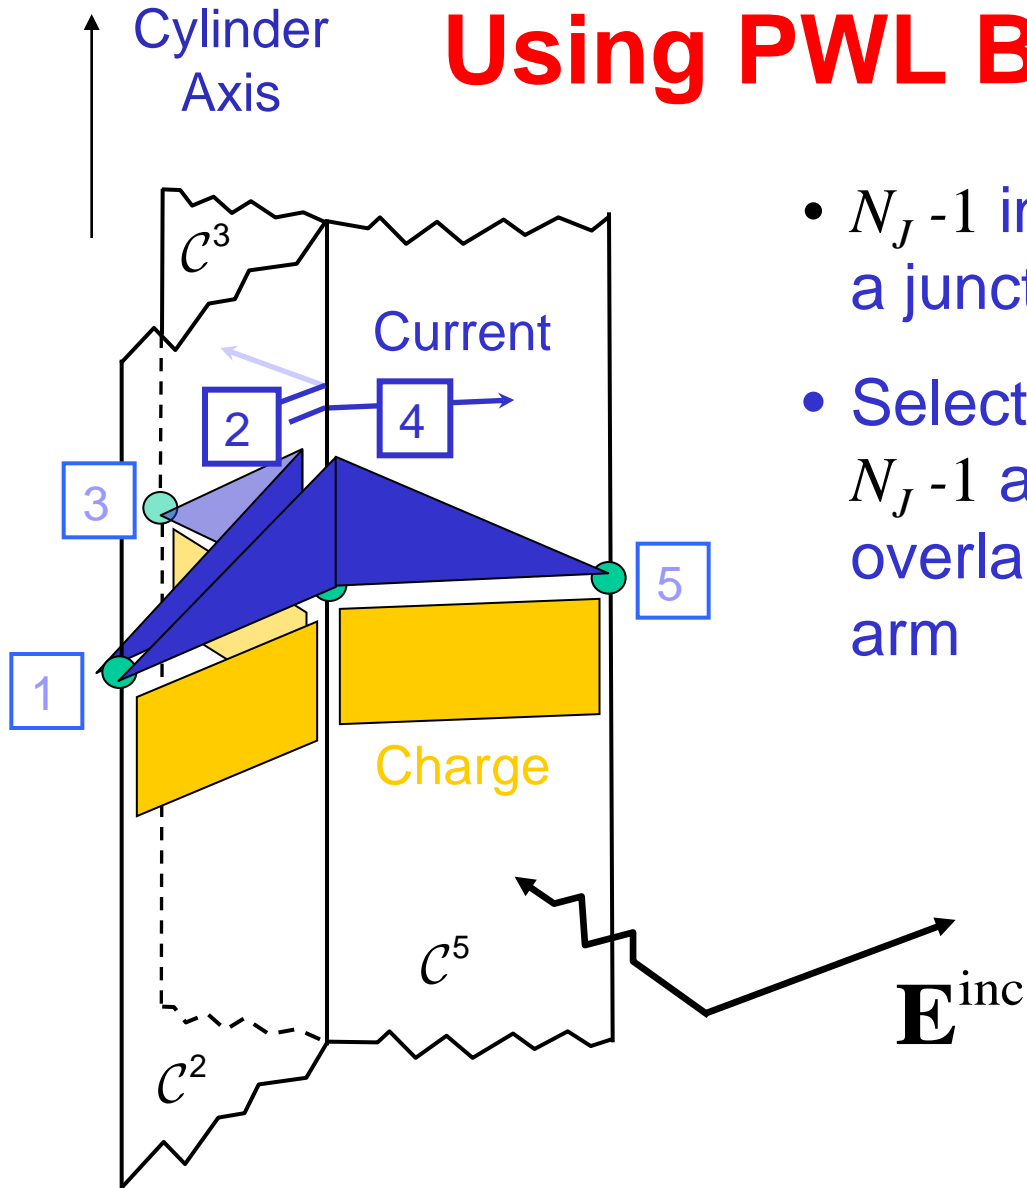 Cylinder
Axis
Using PWL B
• N_J -1 in
a junct
• Select
N_J -1 a
overla
arm
C³
Current
2
4
3
5
1
Charge
C⁵
E^inc
C²